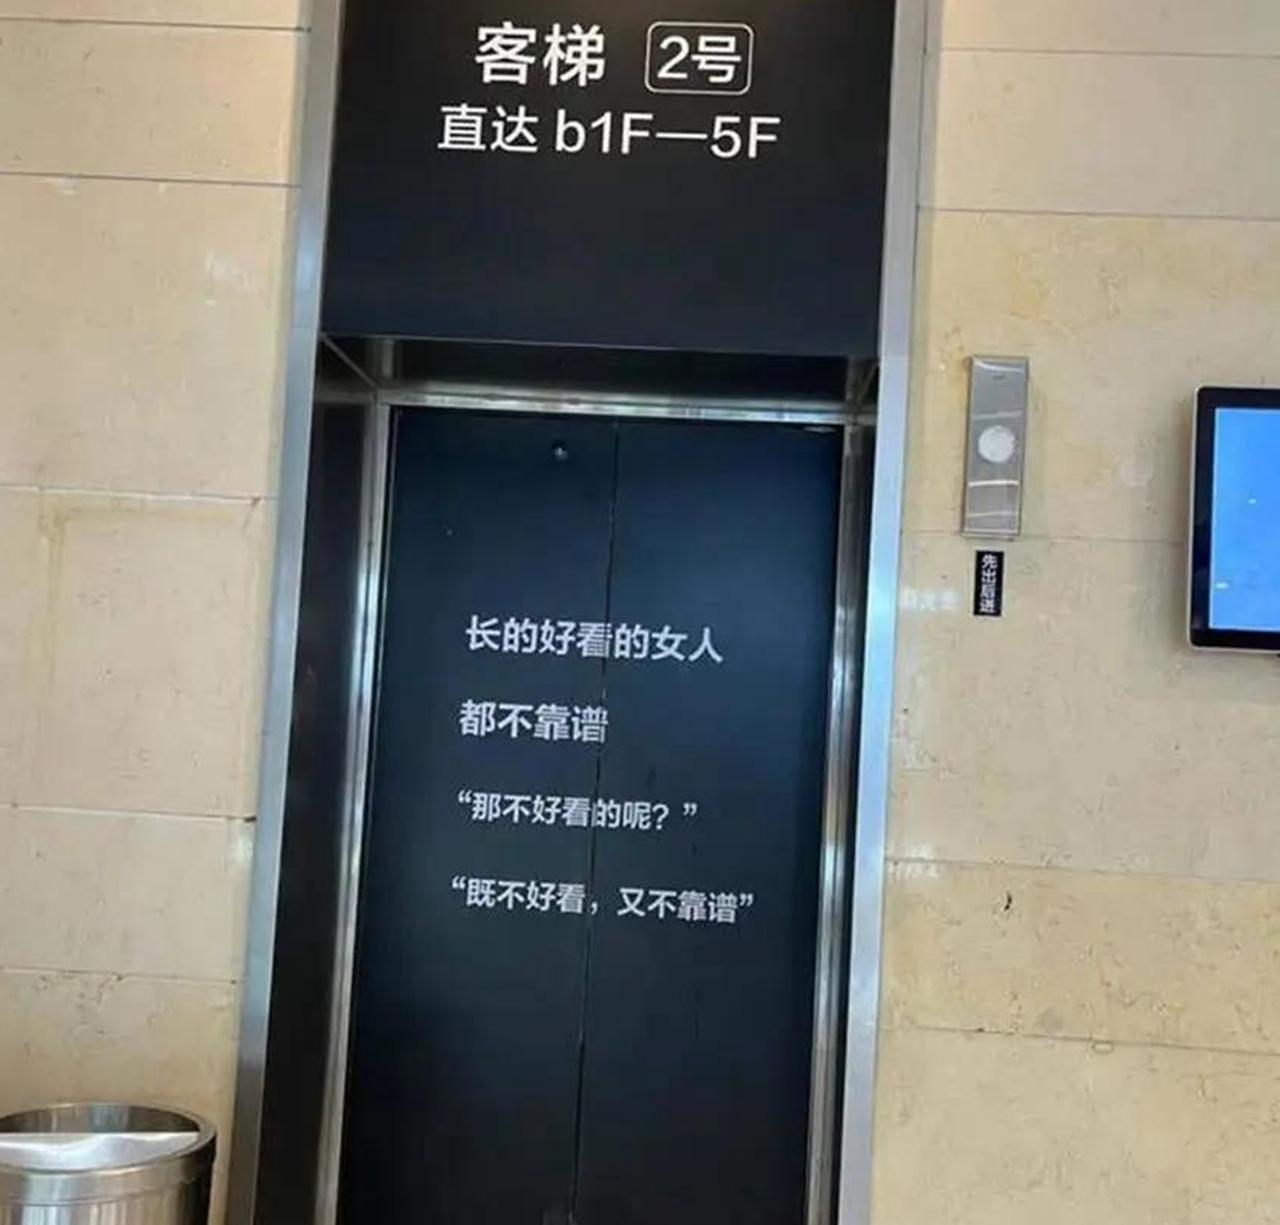 客梯 2号
直达 b1F—5F
先出后进
长的好看的女人
都不靠谱
“那不好看的呢？”
“既不好看，又不靠谱”